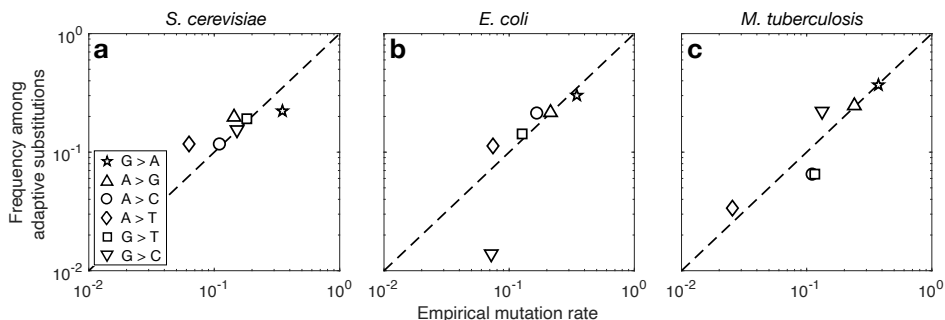 S. cerevisiae
E. coli
M. tuberculosis
a
b
c
Frequency among
adaptive substitutions
10^0
10^-1
10^-2
G > A
A > G
A > C
A > T
G > T
G > C
10^-2
10^-1
10^0
10^-2
10^-1
10^0
10^-2
10^-1
10^0
Empirical mutation rate